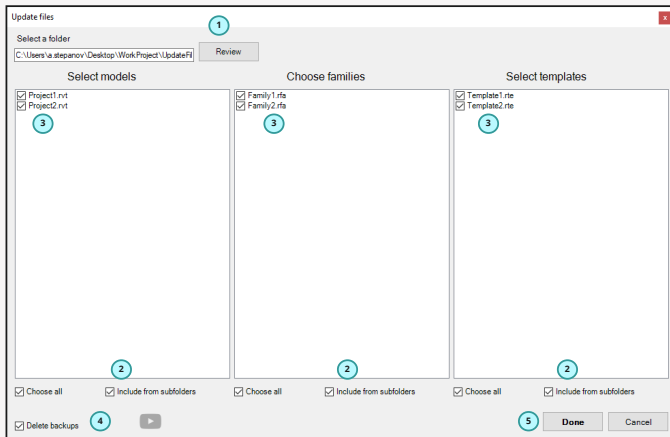 Update files
x
1
Select a folder
C:\Users\a.stepanov\Desktop\WorkProject\UpdateFil
Review
Select models Choose families Select templates
Project1.rvt Family1.rfa Template1.rte
Project2.rvt Family2.rfa Template2.rte
3 3 3
2 2 2
Choose all Include from subfolders Choose all Include from subfolders Choose all Include from subfolders
Delete backups 4 5 Done Cancel